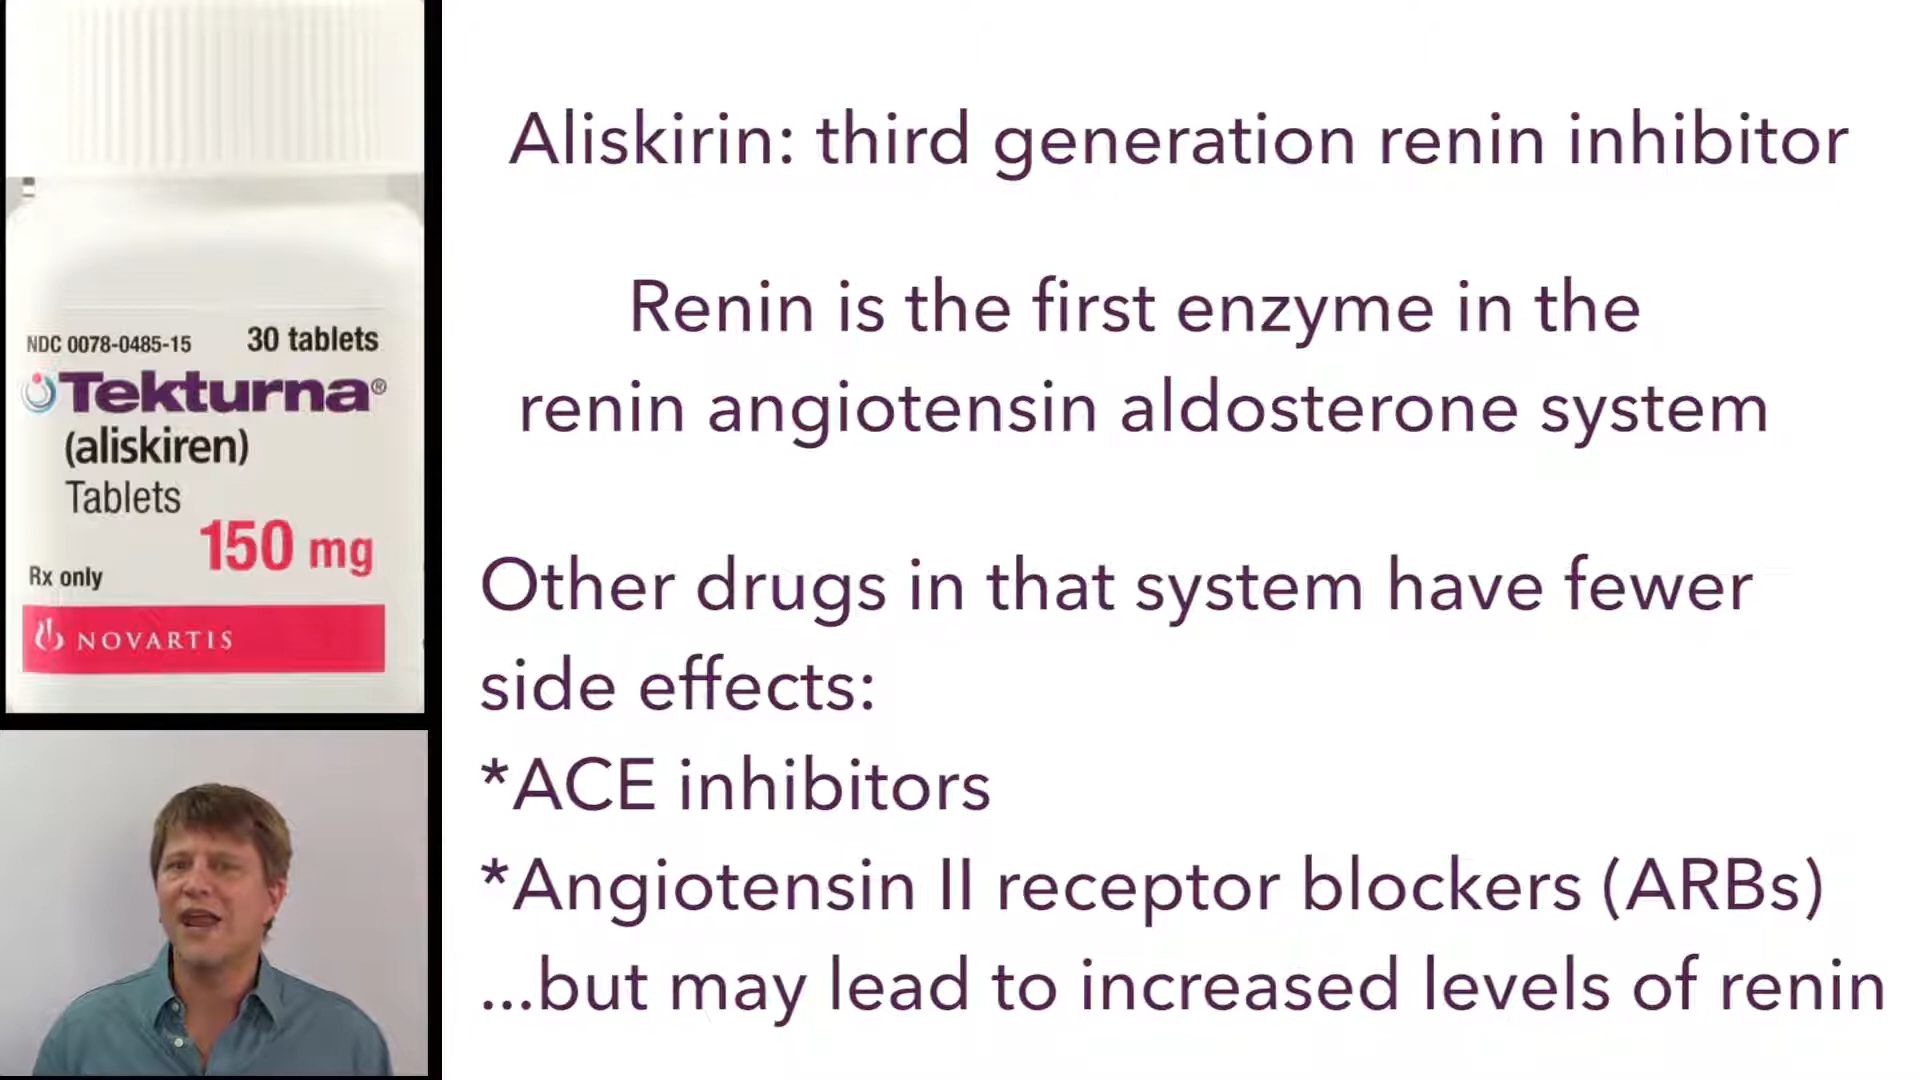 NDC 0078-0485-15 30 tablets
Tekturna®
(aliskiren)
Tablets
150 mg
Rx only
NOVARTIS
Aliskirin: third generation renin inhibitor
Renin is the first enzyme in the
renin angiotensin aldosterone system
Other drugs in that system have fewer
side effects:
*ACE inhibitors
*Angiotensin II receptor blockers (ARBs)
...but may lead to increased levels of renin